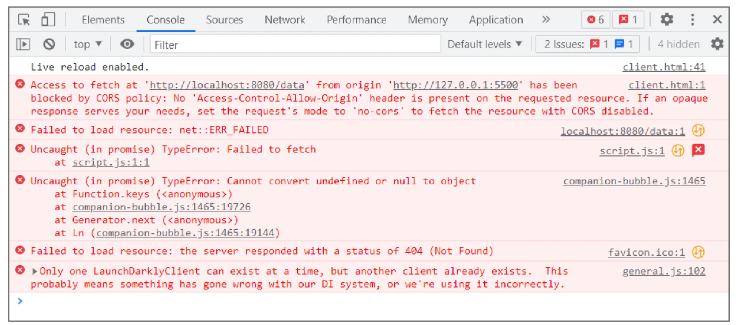 Elements Console Sources Network Performance Memory Application » 6 1
top ▼ Filter Default levels ▼ 2 Issues: 1 1 4 hidden
Live reload enabled. client.html:41
Access to fetch at 'http://localhost:8080/data' from origin 'http://127.0.0.1:5500' has been client.html:1
blocked by CORS policy: No 'Access-Control-Allow-Origin' header is present on the requested resource. If an opaque
response serves your needs, set the request's mode to 'no-cors' to fetch the resource with CORS disabled.
Failed to load resource: net::ERR_FAILED localhost:8080/data:1
Uncaught (in promise) TypeError: Failed to fetch script.js:1
at script.js:1:1
Uncaught (in promise) TypeError: Cannot convert undefined or null to object companion-bubble.js:1465
at Function.keys (<anonymous>)
at companion-bubble.js:1465:19726
at Generator.next (<anonymous>)
at Ln (companion-bubble.js:1465:19144)
Failed to load resource: the server responded with a status of 404 (Not Found) favicon.ico:1
▶Only one LaunchDarklyClient can exist at a time, but another client already exists. This general.js:102
probably means something has gone wrong with our DI system, or we're using it incorrectly.
>